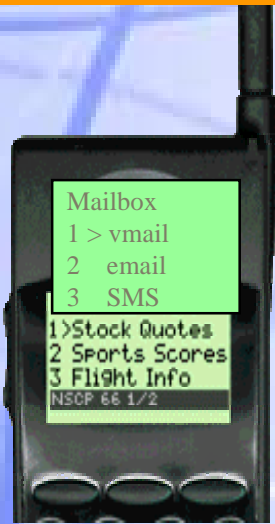 Mailbox
1 > vmail
2 email
3 SMS
1>Stock Quotes
2 Sports Scores
3 Flight Info
NSCP 66 1/2